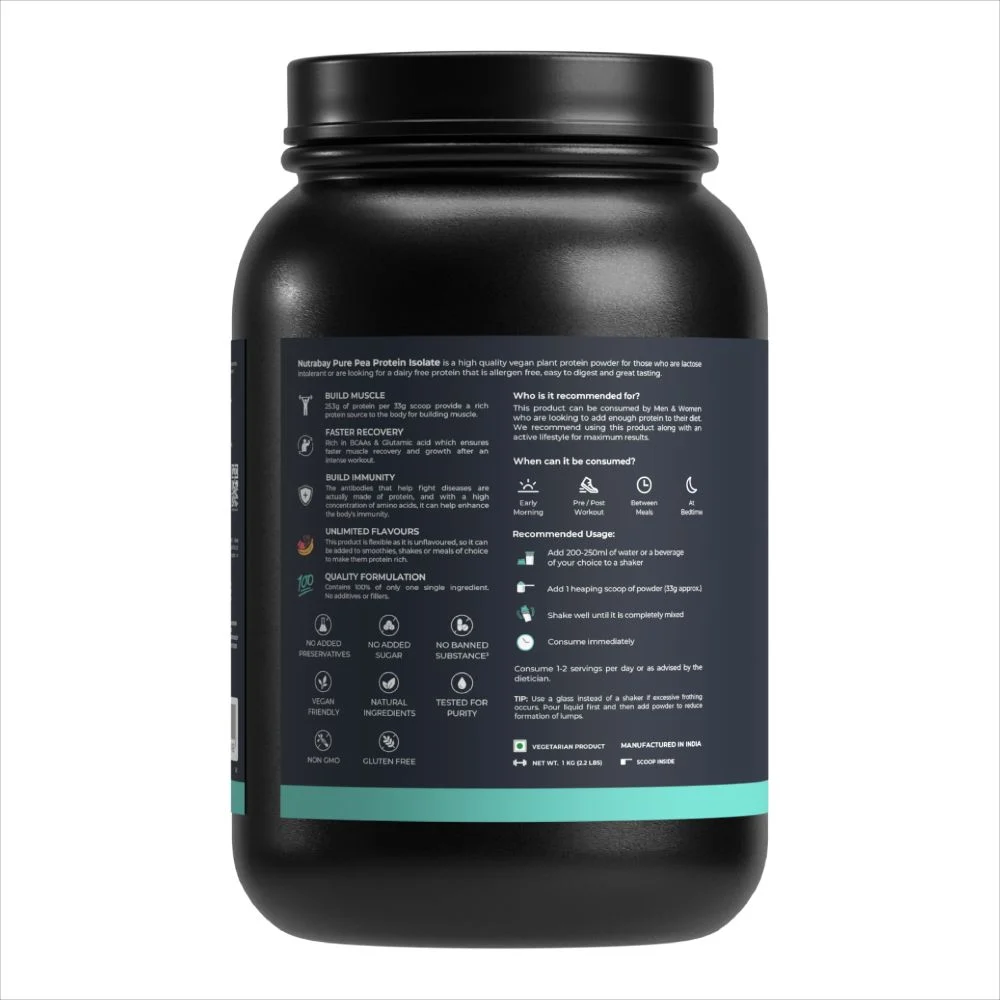 Nutrabay Pure Pea Protein Isolate is a high quality vegan plant protein powder for those who are lactose
intolerant or are looking for a dairy free protein that is allergen free, easy to digest and great tasting.
BUILD MUSCLE
25.3g of protein per 33g scoop provide a rich
protein source to the body for building muscle.
FASTER RECOVERY
Rich in BCAAs & Glutamic acid which ensures
faster muscle recovery and growth after an
intense workout.
BUILD IMMUNITY
The antibodies that help fight diseases are
actually made of protein, and with a high
concentration of amino acids, it can help enhance
the body's immunity.
UNLIMITED FLAVOURS
This product is flexible as it is unflavoured, so it can
be added to smoothies, shakes or meals of choice
to make them protein rich.
100
QUALITY FORMULATION
Contains 100% of only one single ingredient.
No additives or fillers.
NO ADDED
PRESERVATIVES
NO ADDED
SUGAR
NO BANNED
SUBSTANCE³
VEGAN
FRIENDLY
NATURAL
INGREDIENTS
TESTED FOR
PURITY
NON GMO
GLUTEN FREE
Who is it recommended for?
This product can be consumed by Men & Women
who are looking to add enough protein to their diet.
We recommend using this product along with an
active lifestyle for maximum results.
When can it be consumed?
Early
Morning
Pre / Post
Workout
Between
Meals
At
Bedtime
Recommended Usage:
Add 200-250ml of water or a beverage
of your choice to a shaker
Add 1 heaping scoop of powder (33g approx.)
Shake well until it is completely mixed
Consume immediately
Consume 1-2 servings per day or as advised by the
dietician.
TIP: Use a glass instead of a shaker if excessive frothing
occurs. Pour liquid first and then add powder to reduce
formation of lumps.
VEGETARIAN PRODUCT
MANUFACTURED IN INDIA
NET WT. 1 KG (2.2 LBS)
SCOOP INSIDE